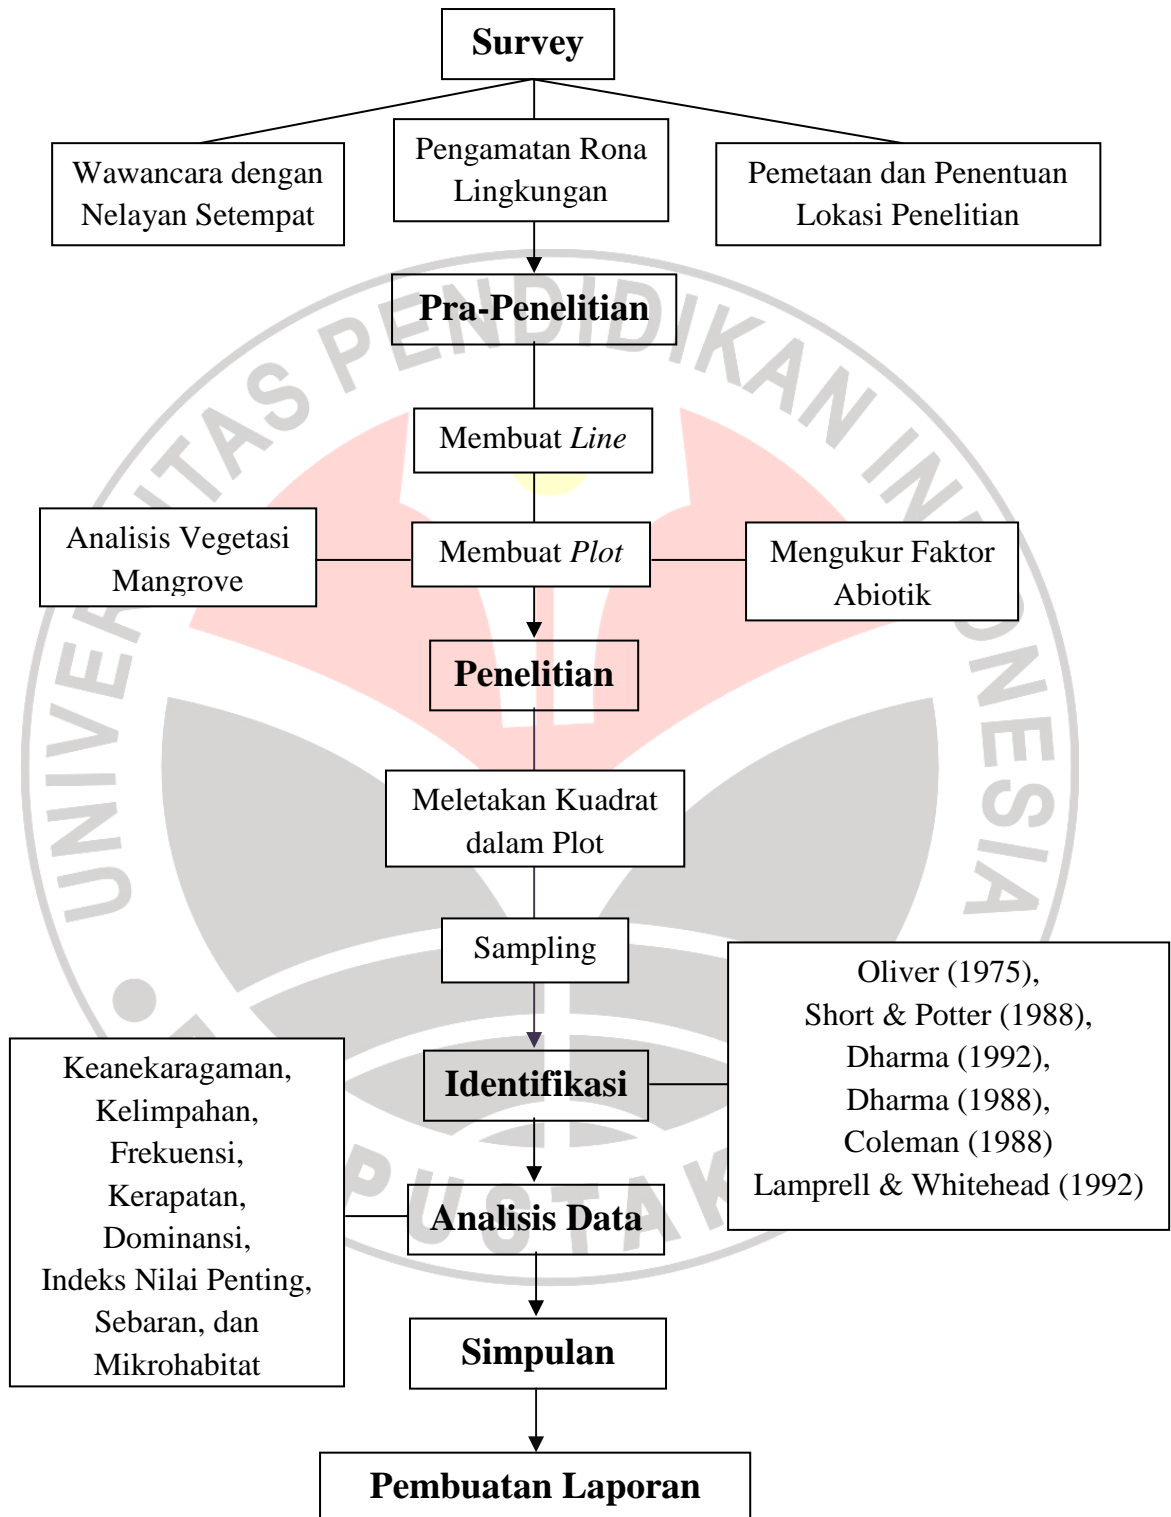 Survey
Wawancara dengan
Nelayan Setempat
Pengamatan Rona
Lingkungan
Pemetaan dan Penentuan
Lokasi Penelitian
Pra-Penelitian
Membuat Line
Analisis Vegetasi
Mangrove
Membuat Plot
Mengukur Faktor
Abiotik
Penelitian
Meletakan Kuadrat
dalam Plot
Sampling
Oliver (1975),
Short & Potter (1988),
Dharma (1992),
Dharma (1988),
Coleman (1988)
Lamprell & Whitehead (1992)
Identifikasi
Keanekaragaman,
Kelimpahan,
Frekuensi,
Kerapatan,
Dominansi,
Indeks Nilai Penting,
Sebaran, dan
Mikrohabitat
Analisis Data
Simpulan
Pembuatan Laporan
UNIVERSITAS PENDIDIKAN INDONESIA